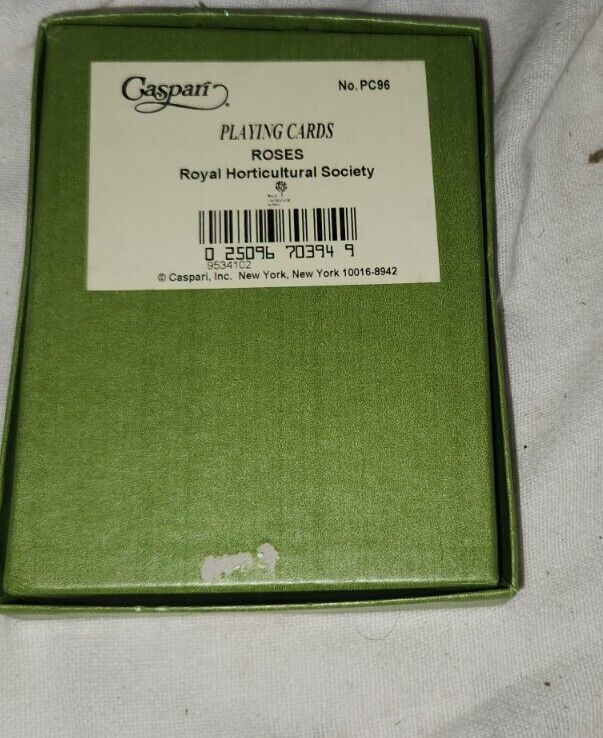 Caspari®
No. PC96
PLAYING CARDS
ROSES
Royal Horticultural Society
0 25096 70394 9
9534102
© Caspari, Inc. New York, New York 10016-8942